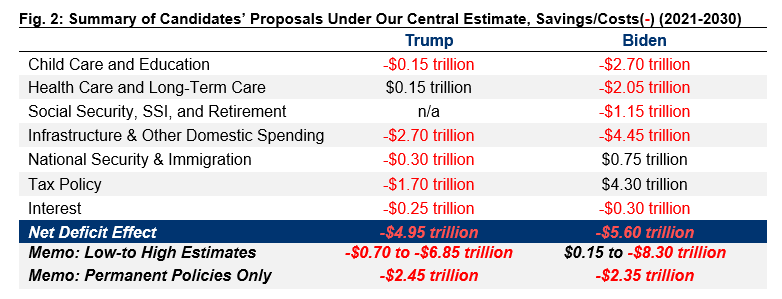 Fig. 2: Summary of Candidates' Proposals Under Our Central Estimate, Savings/Costs(-) (2021-2030)
Trump Biden
Child Care and Education -$0.15 trillion -$2.70 trillion
Health Care and Long-Term Care $0.15 trillion -$2.05 trillion
Social Security, SSI, and Retirement n/a -$1.15 trillion
Infrastructure & Other Domestic Spending -$2.70 trillion -$4.45 trillion
National Security & Immigration -$0.30 trillion $0.75 trillion
Tax Policy -$1.70 trillion $4.30 trillion
Interest -$0.25 trillion -$0.30 trillion
Net Deficit Effect -$4.95 trillion -$5.60 trillion
Memo: Low-to High Estimates -$0.70 to -$6.85 trillion $0.15 to -$8.30 trillion
Memo: Permanent Policies Only -$2.45 trillion -$2.35 trillion